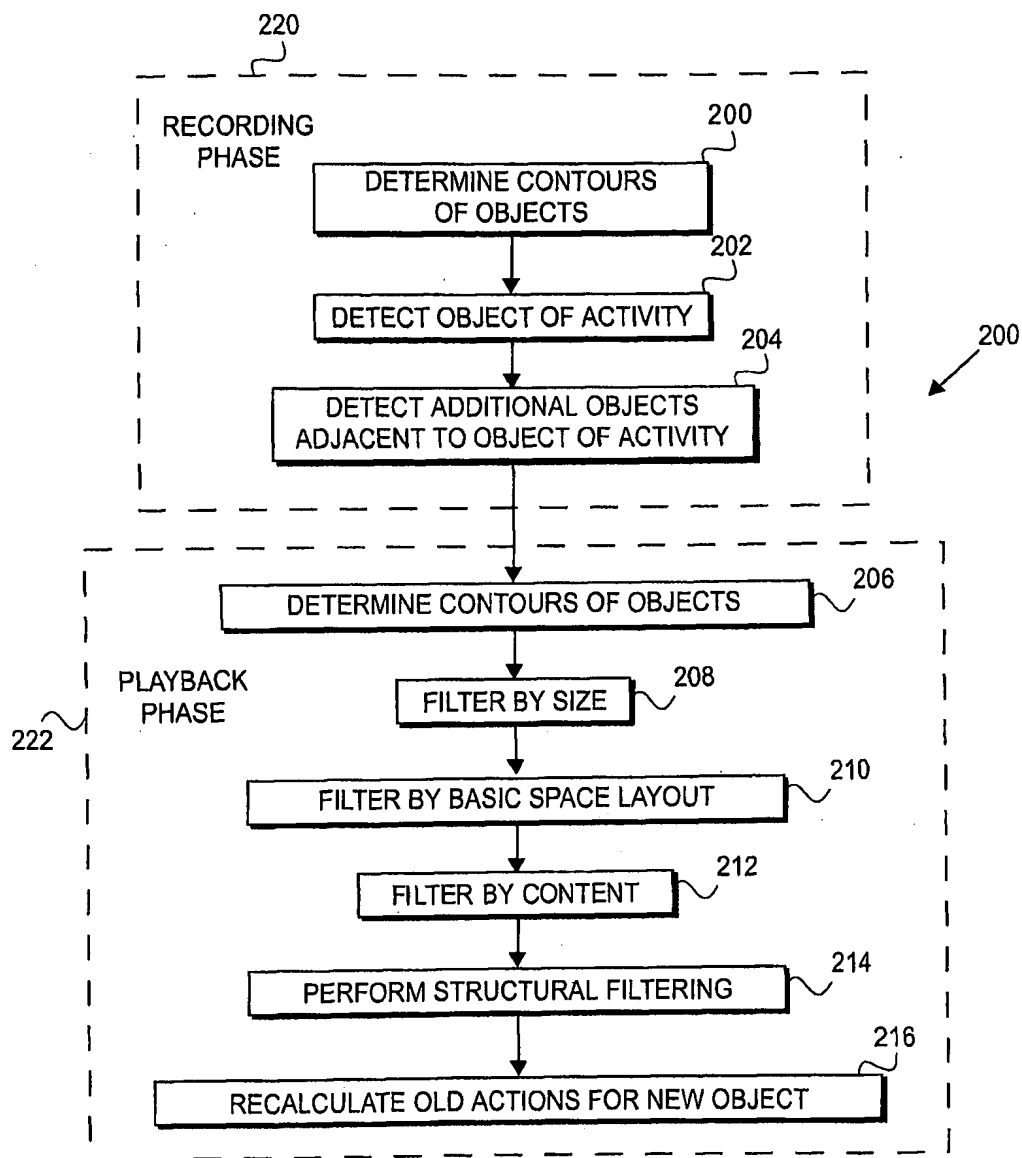 220
RECORDING
PHASE
200
DETERMINE CONTOURS
OF OBJECTS
202
DETECT OBJECT OF ACTIVITY
204
DETECT ADDITIONAL OBJECTS
ADJACENT TO OBJECT OF ACTIVITY
200
DETERMINE CONTOURS OF OBJECTS
206
PLAYBACK
PHASE
222
FILTER BY SIZE
208
FILTER BY BASIC SPACE LAYOUT
210
FILTER BY CONTENT
212
PERFORM STRUCTURAL FILTERING
214
216
RECALCULATE OLD ACTIONS FOR NEW OBJECT